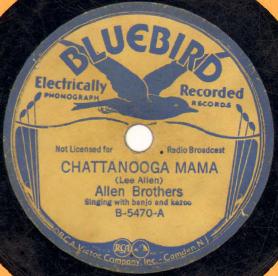 BLUEBIRD
Electrically Recorded
PHONOGRAPH RECORDS
Not Licensed for Radio Broadcast
CHATTANOOGA MAMA
(Lee Allen)
Allen Brothers
Singing with banjo and kazoo
B-5470-A
RCA Victor Company, Inc. - Camden, N.J.